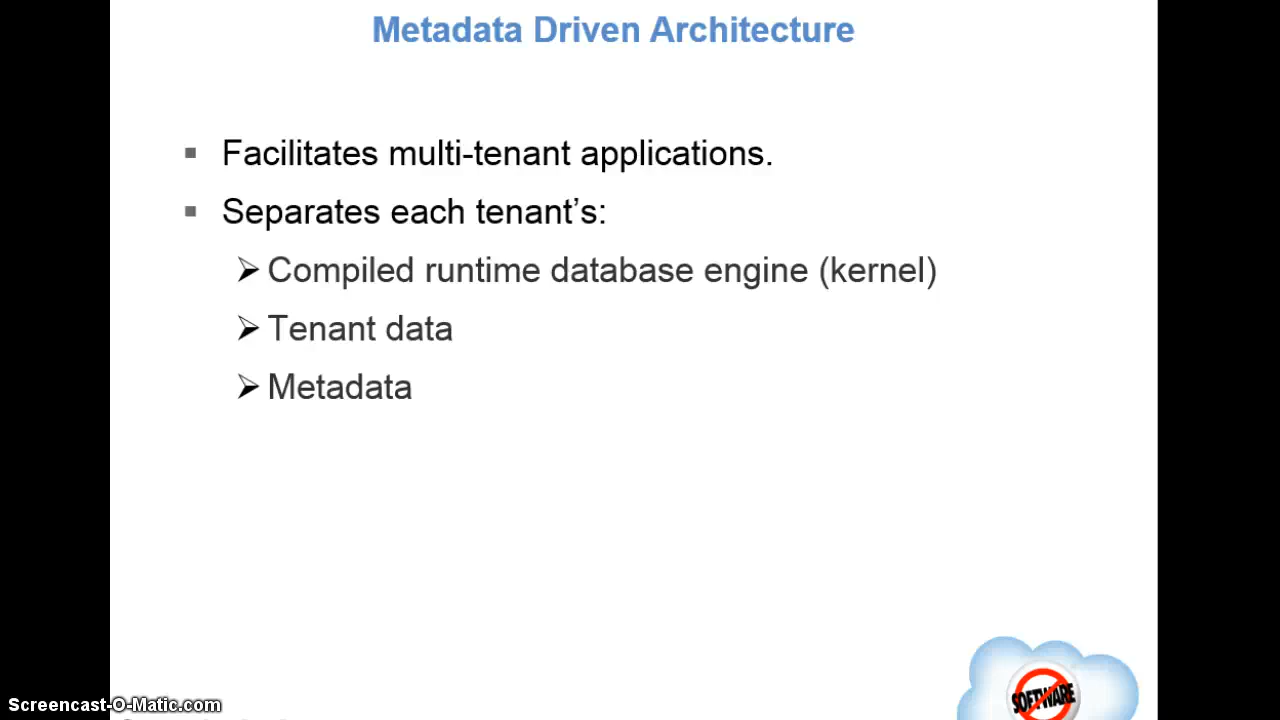 Metadata Driven Architecture
▪ Facilitates multi-tenant applications.
▪ Separates each tenant’s:
➢ Compiled runtime database engine (kernel)
➢ Tenant data
➢ Metadata
SOFTWARE
Screencast-O-Matic.com